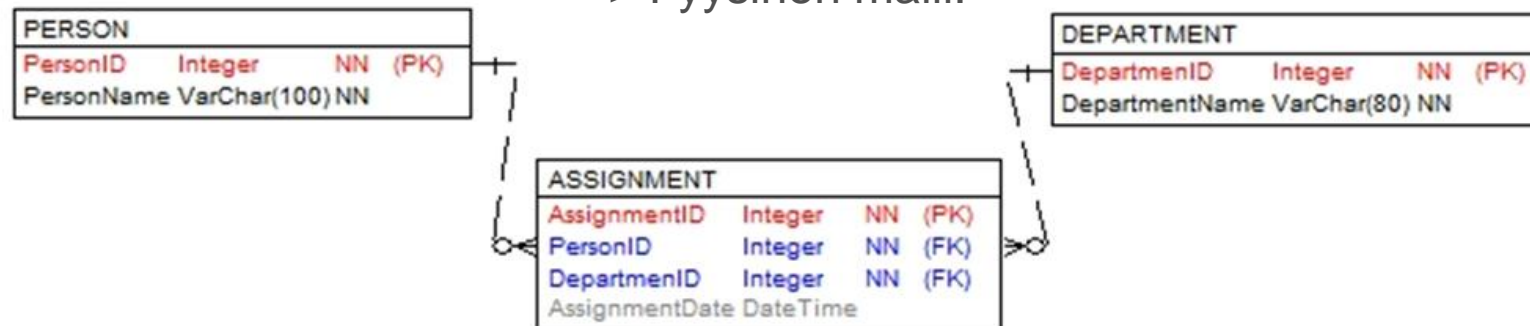 PERSON
PersonID Integer NN (PK)
PersonName VarChar(100) NN
DEPARTMENT
DepartmenID Integer NN (PK)
DepartmentName VarChar(80) NN
ASSIGNMENT
AssignmentID Integer NN (PK)
PersonID Integer NN (FK)
DepartmenID Integer NN (FK)
AssignmentDate DateTime